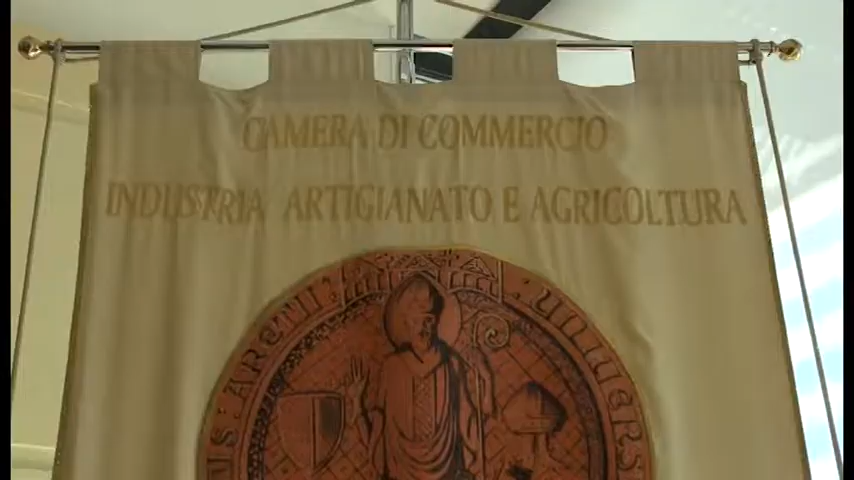 CAMERA DI COMMERCIO
INDUSTRIA ARTIGIANATO E AGRICOLTURA